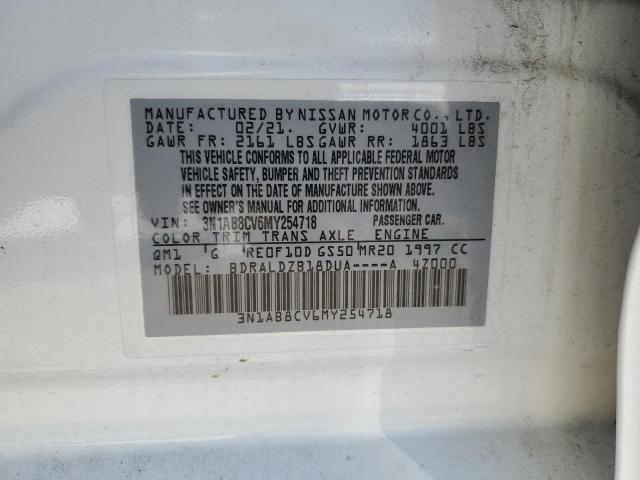 MANUFACTURED BY NISSAN MOTOR CO., LTD.
DATE: 02/21. GVWR: 4001 LBS
GAWR FR: 2161 LBS GAWR RR: 1863 LBS
THIS VEHICLE CONFORMS TO ALL APPLICABLE FEDERAL MOTOR
VEHICLE SAFETY, BUMPER AND THEFT PREVENTION STANDARDS
IN EFFECT ON THE DATE OF MANUFACTURE SHOWN ABOVE.
SEE OWNER'S MANUAL FOR ADDITIONAL INFORMATION.
VIN: 3N1AB8CV6MY254718 PASSENGER CAR.
COLOR TRIM TRANS AXLE ENGINE
QM1 G RE0F10D GS50 MR20 1997 CC
MODEL: BDRALDZB18DUA----A 4Z000
3N1AB8CV6MY254718